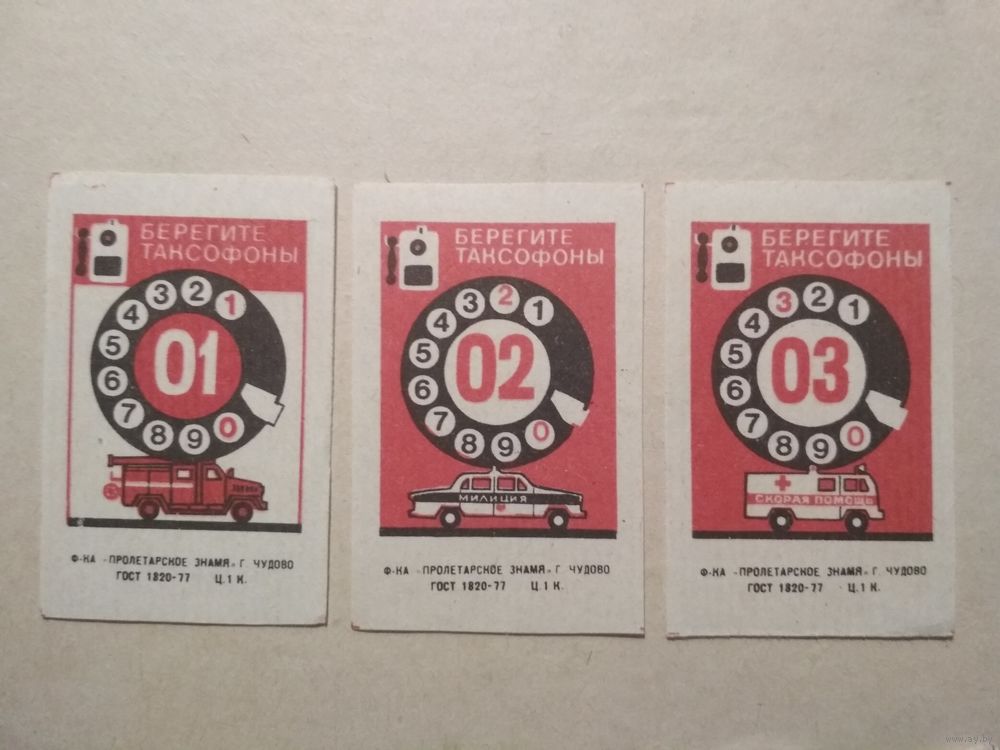 БЕРЕГИТЕ
ТАКСОФОНЫ
1
2
3
4
5
6
7
8
9
0
01
Ф-КА «ПРОЛЕТАРСКОЕ ЗНАМЯ» Г. ЧУДОВО
ГОСТ 1820-77 Ц.1 К.
БЕРЕГИТЕ
ТАКСОФОНЫ
1
2
3
4
5
6
7
8
9
0
02
МИЛИЦИЯ
Ф-КА «ПРОЛЕТАРСКОЕ ЗНАМЯ» Г. ЧУДОВО
ГОСТ 1820-77 Ц.1 К.
БЕРЕГИТЕ
ТАКСОФОНЫ
1
2
3
4
5
6
7
8
9
0
03
СКОРАЯ ПОМОЩЬ
Ф-КА «ПРОЛЕТАРСКОЕ ЗНАМЯ» Г. ЧУДОВО
ГОСТ 1820-77 Ц.1 К.
www.ay.by